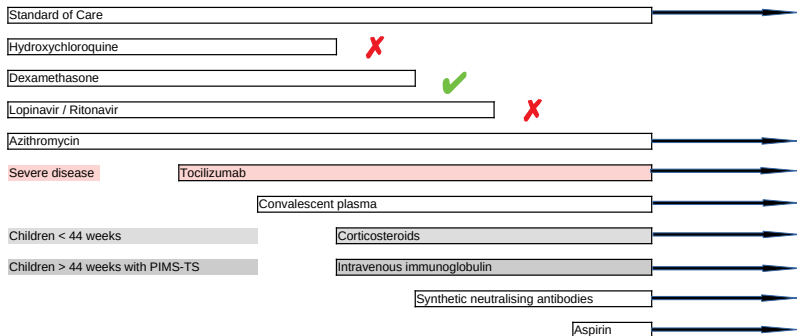 Standard of Care
Hydroxychloroquine
Dexamethasone
Lopinavir / Ritonavir
Azithromycin
Severe disease
Tocilizumab
Convalescent plasma
Children < 44 weeks
Corticosteroids
Children > 44 weeks with PIMS-TS
Intravenous immunoglobulin
Synthetic neutralising antibodies
Aspirin